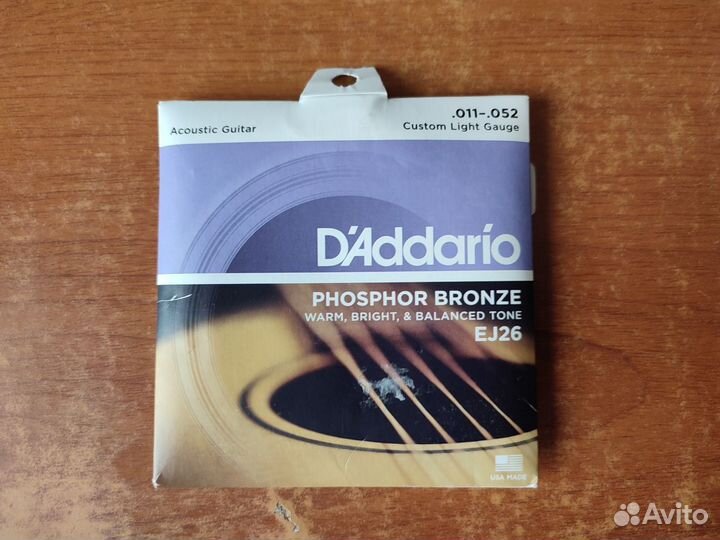 .011–.052
Acoustic Guitar
Custom Light Gauge
D'Addario
PHOSPHOR BRONZE
WARM, BRIGHT, & BALANCED TONE
EJ26
USA MADE
Avito